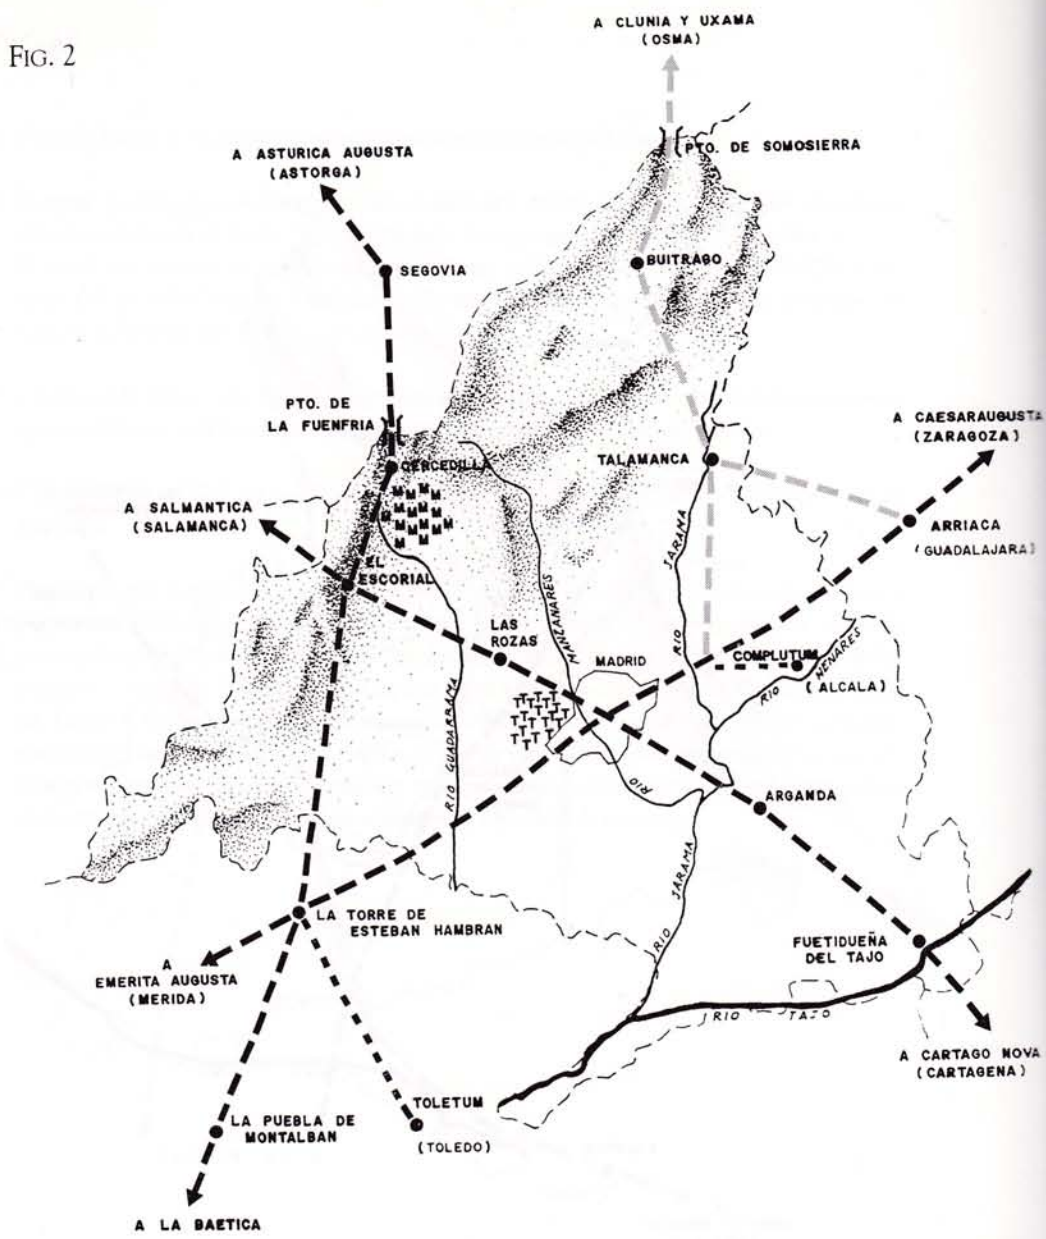 FIG. 2
A CLUNIA Y UXAMA
(OSMA)
PTO. DE SOMOSIERRA
A ASTURICA AUGUSTA
(ASTORGA)
SEGOVIA
BUITRAGO
PTO. DE
LA FUENFRIA
CERCEDILLA
A CAESARAUGUSTA
(ZARAGOZA)
TALAMANCA
A SALMANTICA
(SALAMANCA)
M M M
M M M
M M M M
M M M
M M
ARRIACA
(GUADALAJARA)
EL
ESCORIAL
RIO JARAMA
MANZANARES
LAS
ROZAS
MADRID
COMPLUTUM
(ALCALA)
RIO HENARES
RIO GUADARRAMA
T T T T T
T T T T T
T T T T
T T
RIO
ARGANDA
RIO JARAMA
LA TORRE DE
ESTEBAN HAMBRAN
FUETIDUEÑA
DEL TAJO
A
EMERITA AUGUSTA
(MERIDA)
RIO TAJO
A CARTAGO NOVA
(CARTAGENA)
TOLETUM
(TOLEDO)
LA PUEBLA DE
MONTALBAN
A LA BAETICA